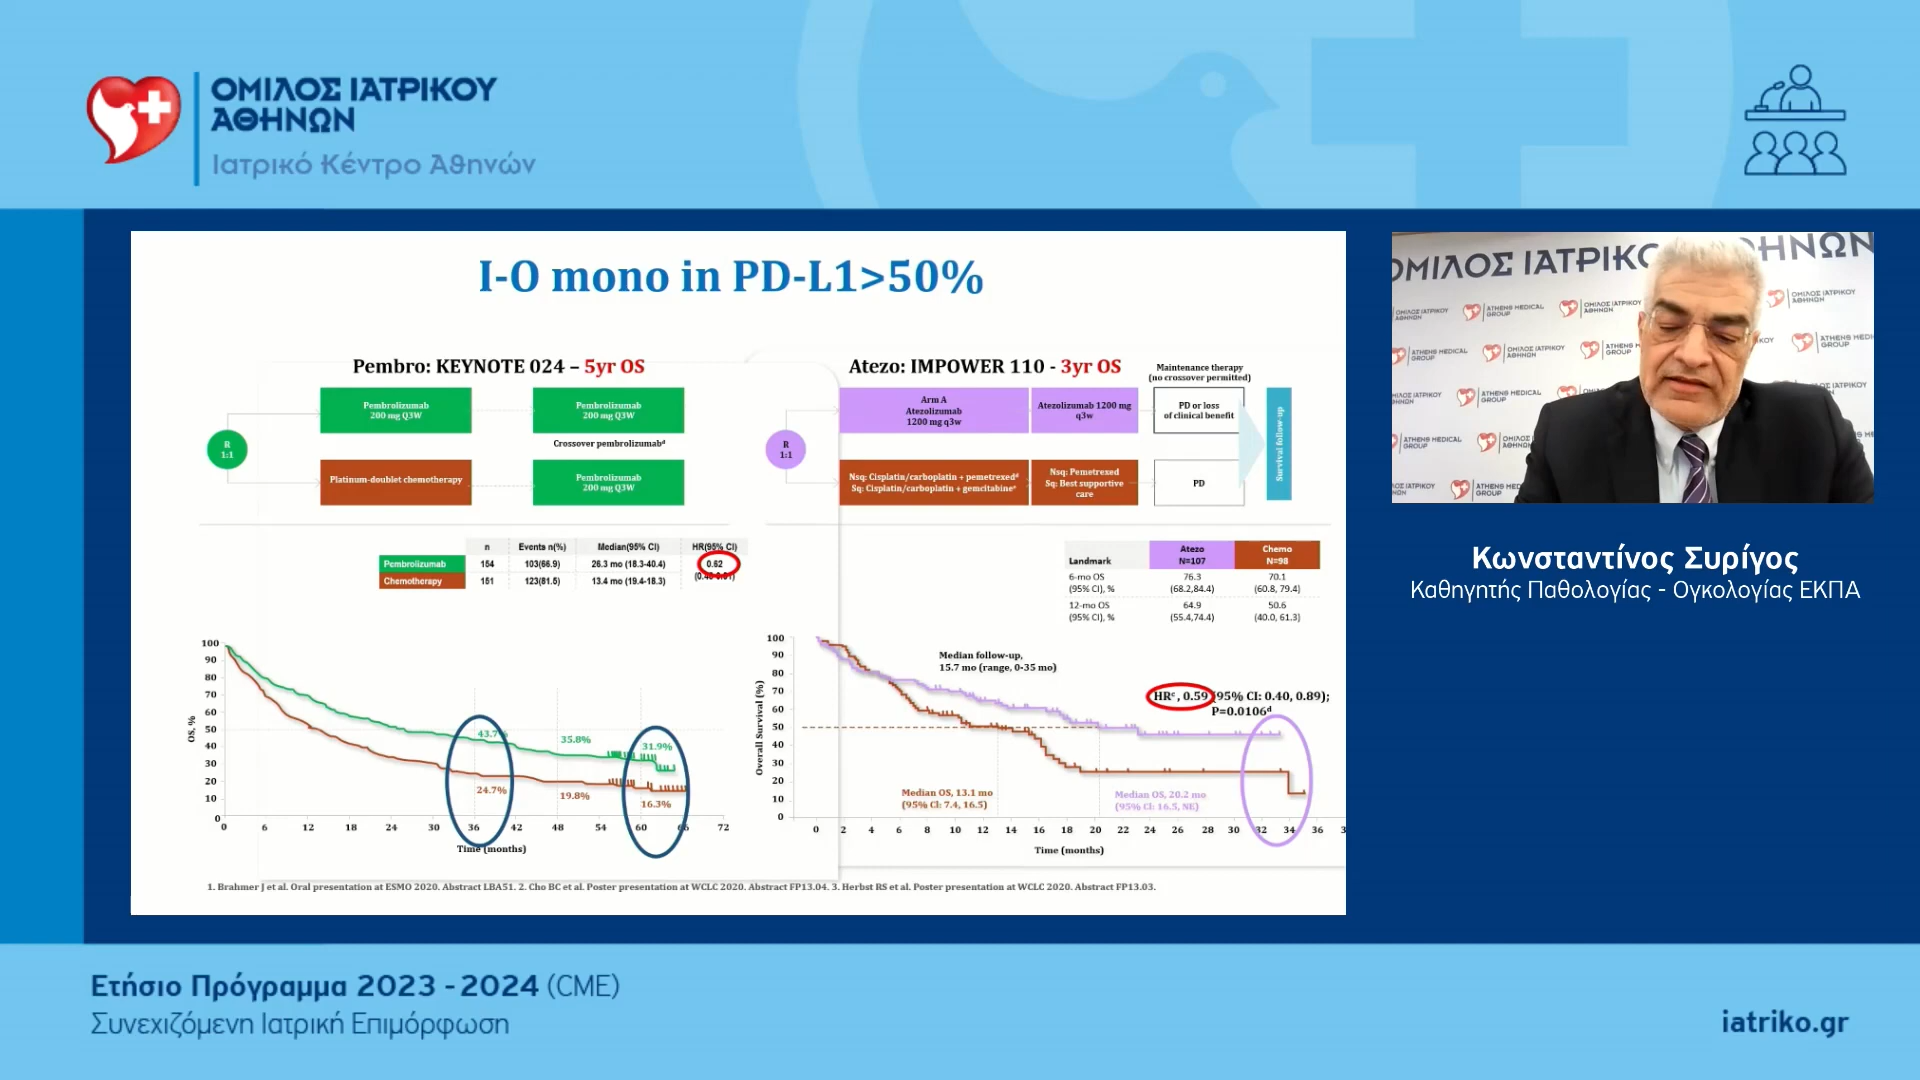 ΟΜΙΛΟΣ ΙΑΤΡΙΚΟΥ
ΑΘΗΝΩΝ
Ιατρικό Κέντρο Αθηνών
I-O mono in PD-L1>50%
Pembro: KEYNOTE 024 – 5yr OS
R
1:1
Pembrolizumab
200 mg Q3W
Pembrolizumab
200 mg Q3W
Crossover pembrolizumabᵈ
Platinum-doublet chemotherapy
Pembrolizumab
200 mg Q3W
n Events n(%) Median(95% CI) HR(95% CI)
Pembrolizumab 154 103(66.9) 26.3 mo (18.3-40.4) 0.62
Chemotherapy 151 123(81.5) 13.4 mo (19.4-18.3)
OS, %
100
90
80
70
60
50
40
30
20
10
0
43.7%
35.8%
31.9%
24.7%
19.8%
16.3%
0 6 12 18 24 30 36 42 48 54 60 66 72
Time (months)
Atezo: IMPOWER 110 - 3yr OS
Maintenance therapy
(no crossover permitted)
R
1:1
Arm A
Atezolizumab
1200 mg q3w
Atezolizumab 1200 mg
q3w
PD or loss
of clinical benefit
Nsq: Cisplatin/carboplatin + pemetrexedᵈ
Sq: Cisplatin/carboplatin + gemcitabineᵉ
Nsq: Pemetrexed
Sq: Best supportive
care
PD
Survival follow-up
Landmark
Atezo
N=107
Chemo
N=98
6-mo OS 76.3 70.1
(95% CI), % (68.2,84.4) (60.8, 79.4)
12-mo OS 64.9 50.6
(95% CI), % (55.4,74.4) (40.0, 61.3)
Overall Survival (%)
100
90
80
70
60
50
40
30
20
10
0
Median follow-up,
15.7 mo (range, 0-35 mo)
HRᶜ, 0.59 (95% CI: 0.40, 0.89);
P=0.0106ᵈ
Median OS, 13.1 mo
(95% CI: 7.4, 16.5)
Median OS, 20.2 mo
(95% CI: 16.5, NE)
0 2 4 6 8 10 12 14 16 18 20 22 24 26 28 30 32 34 36
Time (months)
1. Brahmer J et al. Oral presentation at ESMO 2020. Abstract LBA51. 2. Cho BC et al. Poster presentation at WCLC 2020. Abstract FP13.04. 3. Herbst RS et al. Poster presentation at WCLC 2020. Abstract FP13.03.
Κωνσταντίνος Συρίγος
Καθηγητής Παθολογίας - Ογκολογίας ΕΚΠΑ
Ετήσιο Πρόγραμμα 2023 - 2024 (CME)
Συνεχιζόμενη Ιατρική Επιμόρφωση
iatriko.gr